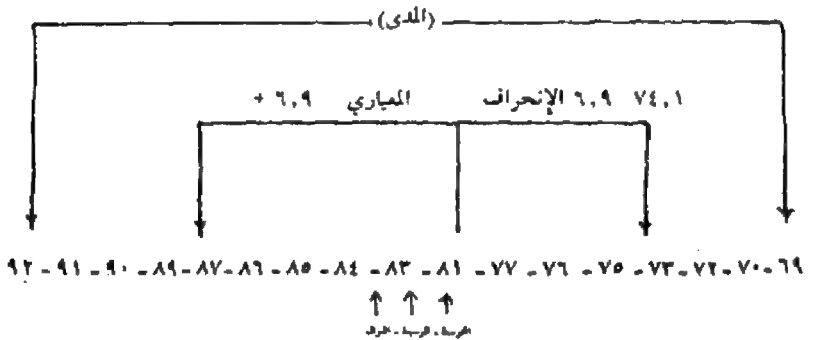 (المدى)
٧٤,١ ٦,٩ الإنحراف المعياري ٦,٩ +
٩٢ - ٩١ - ٩٠ - ٨٩ - ٨٧ - ٨٦ - ٨٥ - ٨٤ - ٨٣ - ٨١ - ٧٧ - ٧٦ - ٧٥ - ٧٣ - ٧٢ - ٧٠ - ٦٩